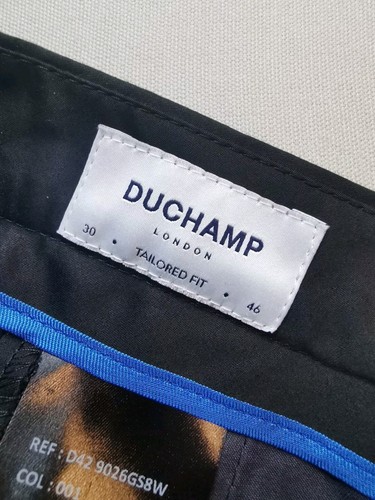 DUCHAMP
LONDON
30 • TAILORED FIT • 46
REF : D42 9026GS8W
COL : 001